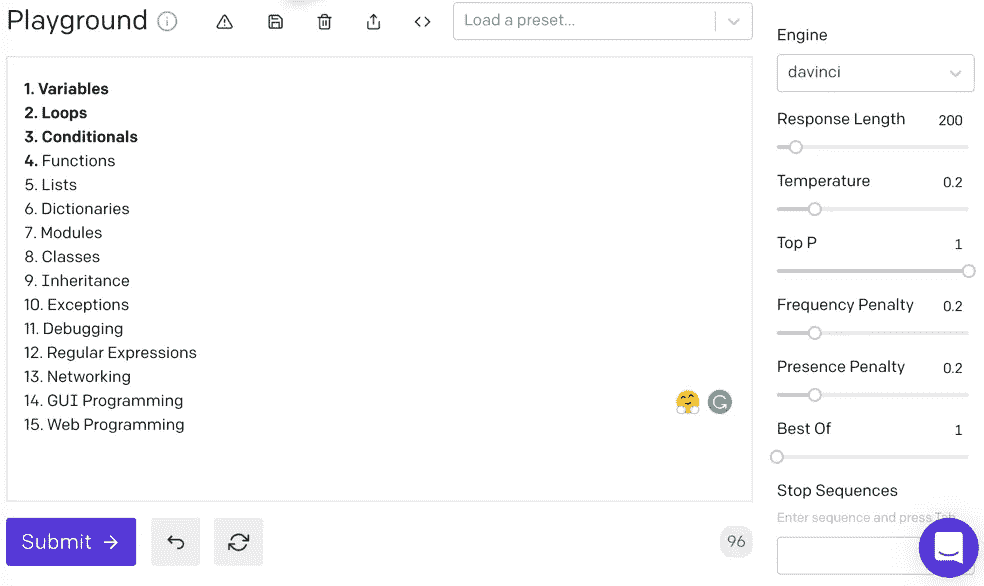 Playground
Load a preset...
1. Variables
2. Loops
3. Conditionals
4. Functions
5. Lists
6. Dictionaries
7. Modules
8. Classes
9. Inheritance
10. Exceptions
11. Debugging
12. Regular Expressions
13. Networking
14. GUI Programming
15. Web Programming
Submit →
96
Engine
davinci
Response Length 200
Temperature 0.2
Top P 1
Frequency Penalty 0.2
Presence Penalty 0.2
Best Of 1
Stop Sequences
Enter sequence and press Tab